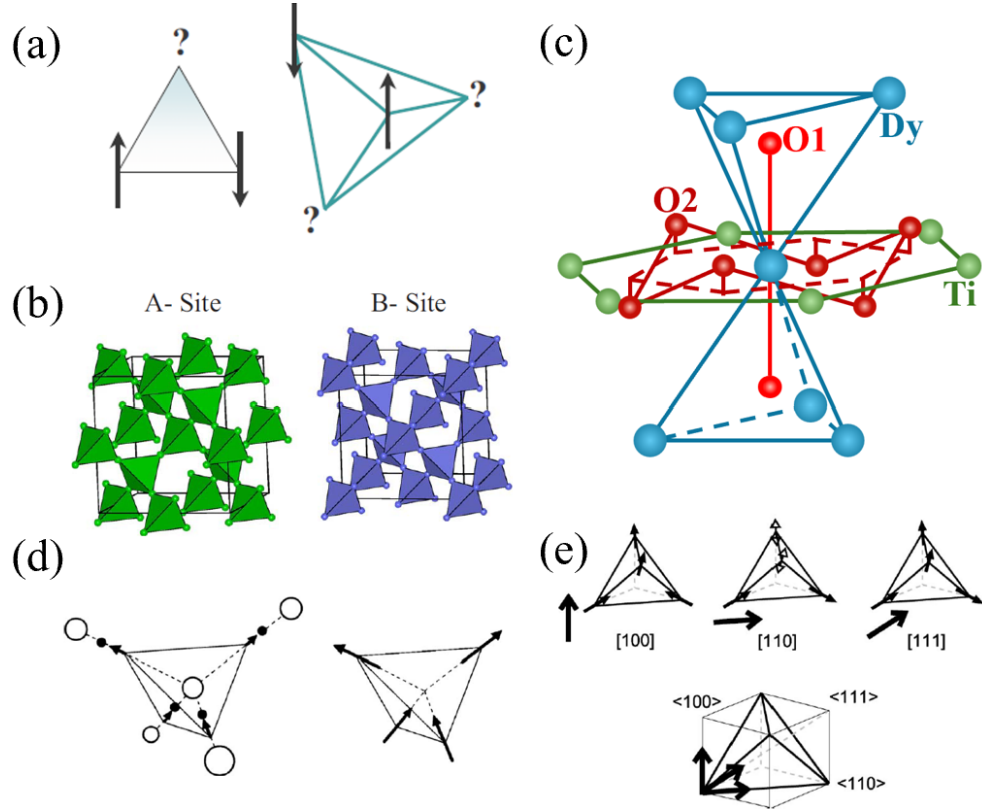 (a)
?
?
?
(b)
A- Site
B- Site
(c)
Dy
O1
O2
Ti
(d)
(e)
[100]
[110]
[111]
<100>
<111>
<110>